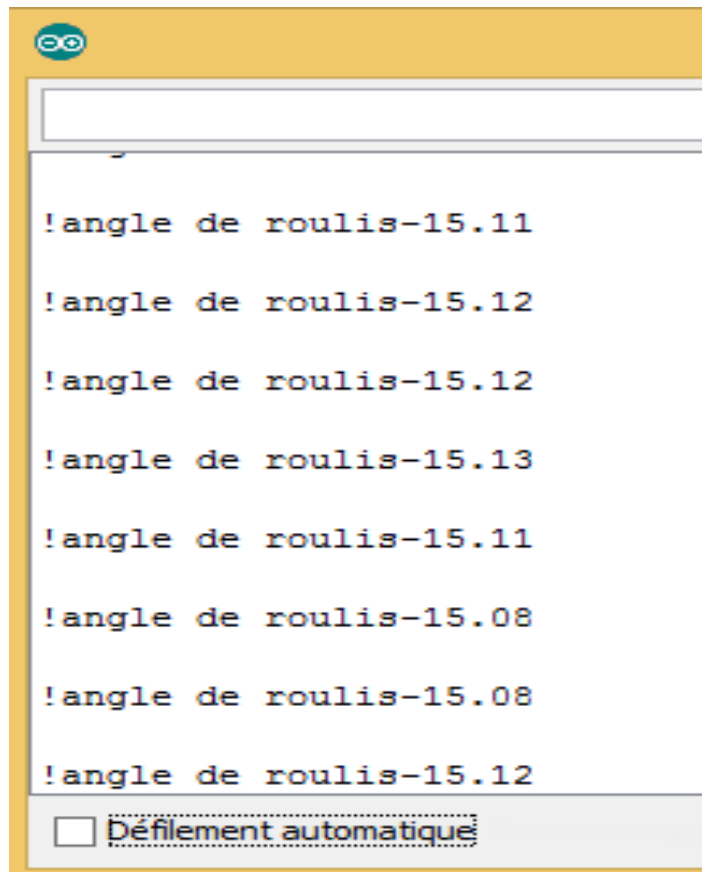 !angle de roulis-15.11
!angle de roulis-15.12
!angle de roulis-15.12
!angle de roulis-15.13
!angle de roulis-15.11
!angle de roulis-15.08
!angle de roulis-15.08
!angle de roulis-15.12
Défilement automatique